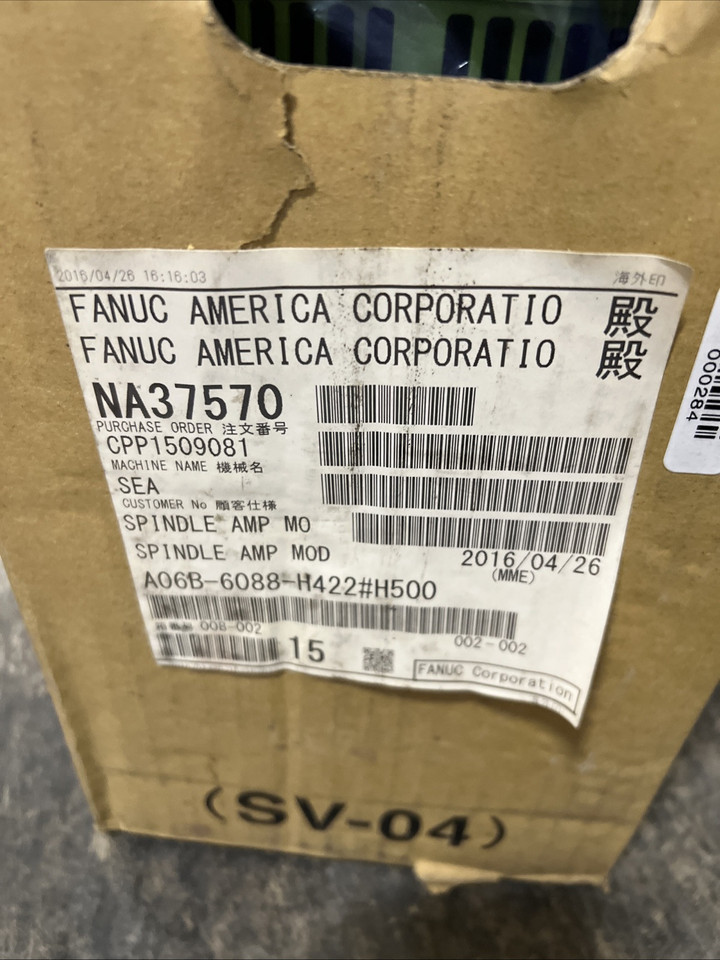 2016/04/26 16:16:03 海外印
FANUC AMERICA CORPORATIO 殿
FANUC AMERICA CORPORATIO 殿
NA37570
PURCHASE ORDER 注文番号
CPP1509081
MACHINE NAME 機械名
SEA
CUSTOMER No 顧客仕様
SPINDLE AMP MO
SPINDLE AMP MOD 2016/04/26
(MME)
A06B-6088-H422#H500
008-002 002-002
15 FANUC Corporation
(SV-04)
000284